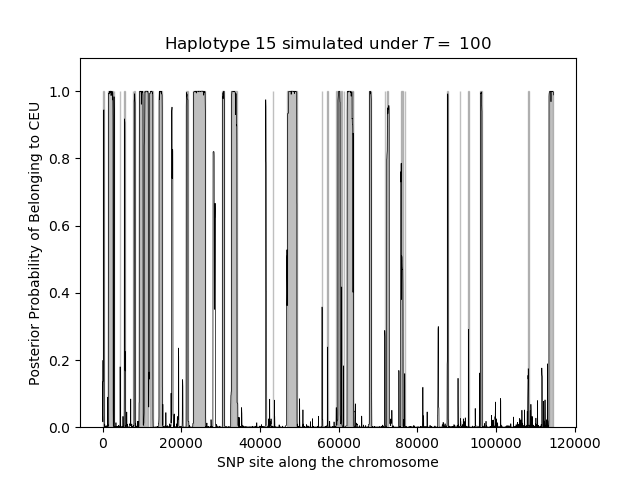 Haplotype 15 simulated under T = 100
Posterior Probability of Belonging to CEU
1.0
0.8
0.6
0.4
0.2
0.0
0 20000 40000 60000 80000 100000 120000
SNP site along the chromosome